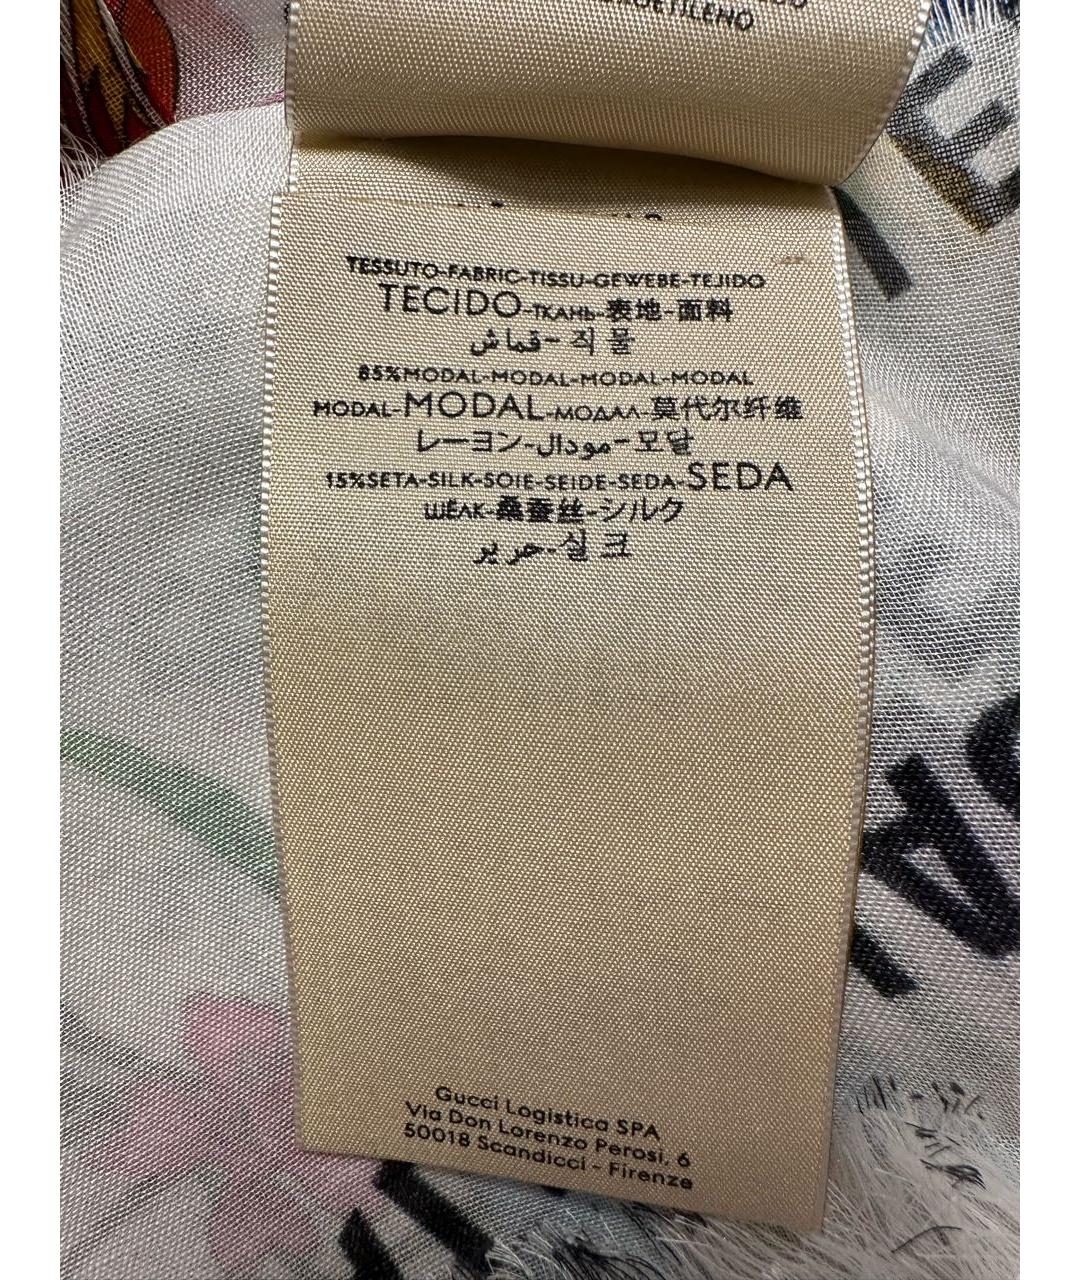 TESSUTO-FABRIC-TISSU-GEWEBE-TEJIDO
TECIDO-ТКАНЬ-表地-面料
قماش-직물
85%MODAL-MODAL-MODAL-MODAL
MODAL-MODAL-МОДАЛ-莫代尔纤维
レーヨン-مودال-모달
15%SETA-SILK-SOIE-SEIDE-SEDA-SEDA
ШЁЛК-桑蚕丝-シルク
حرير-실크
Gucci Logistica SPA
Via Don Lorenzo Perosi, 6
50018 Scandicci - Firenze